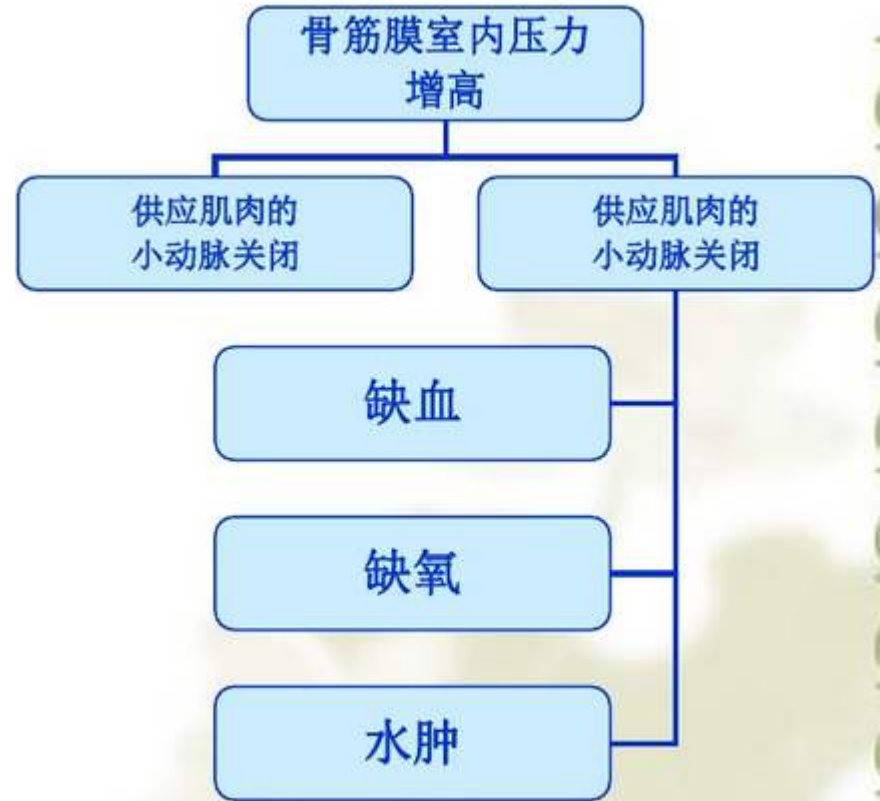 骨筋膜室内压力
增高
供应肌肉的
小动脉关闭
供应肌肉的
小动脉关闭
缺血
缺氧
水肿